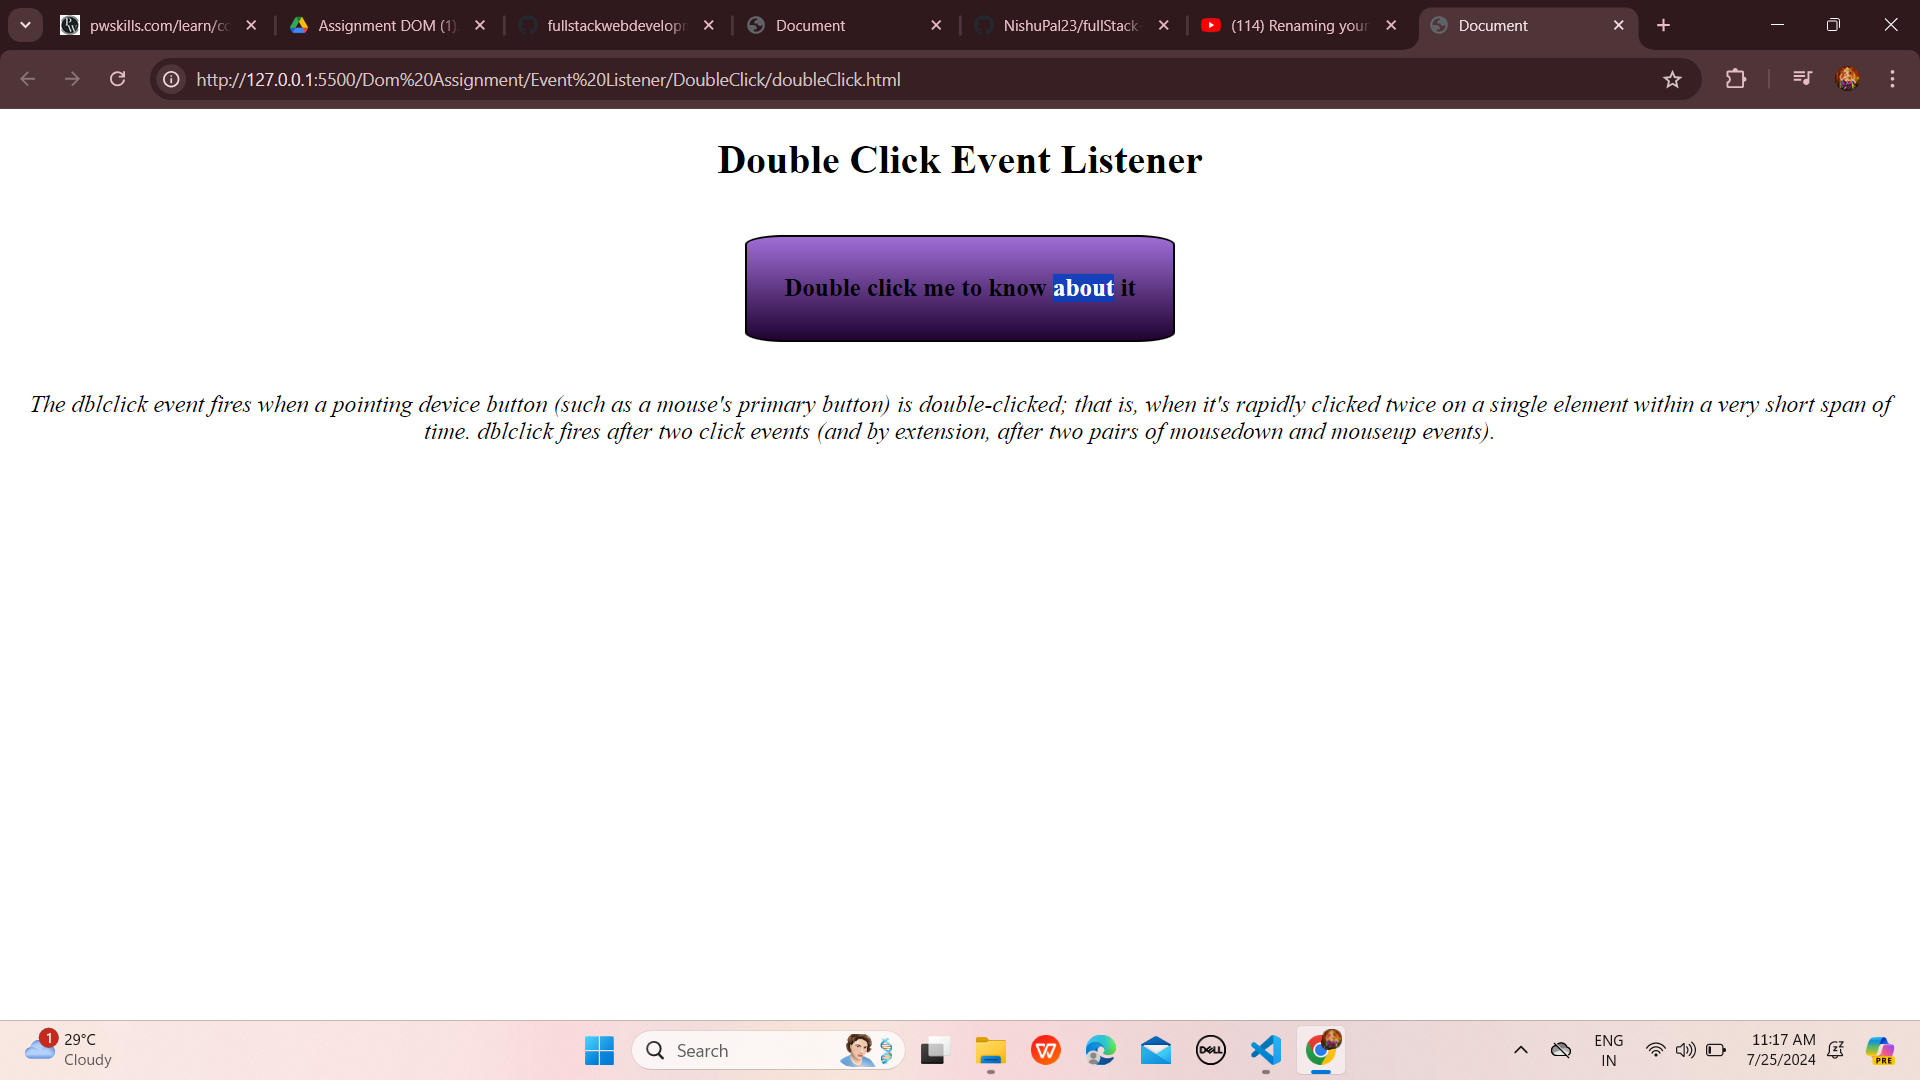 pwskills.com/learn/co
Assignment DOM (1)
fullstackwebdevelopm
Document
NishuPal23/fullStack-
(114) Renaming your
Document
http://127.0.0.1:5500/Dom%20Assignment/Event%20Listener/DoubleClick/doubleClick.html
Double Click Event Listener
Double click me to know about it
The dblclick event fires when a pointing device button (such as a mouse's primary button) is double-clicked; that is, when it's rapidly clicked twice on a single element within a very short span of
time. dblclick fires after two click events (and by extension, after two pairs of mousedown and mouseup events).
1
29°C
Cloudy
Search
DELL
ENG
IN
11:17 AM
7/25/2024
PRE